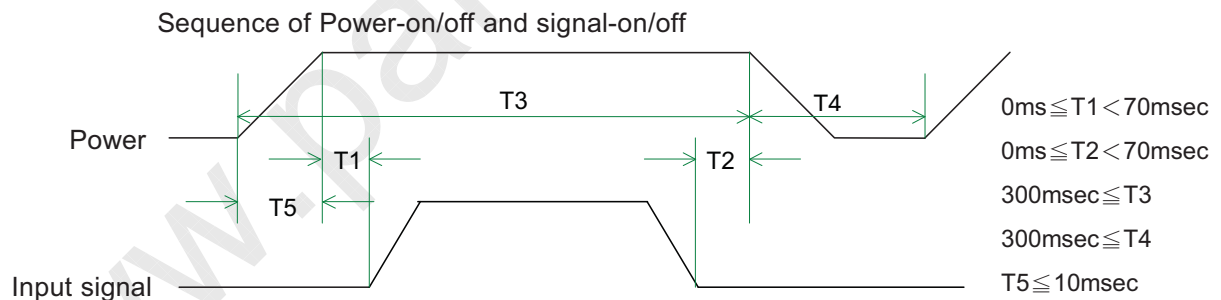 Sequence of Power-on/off and signal-on/off
T3
T4
Power
T1
T2
T5
Input signal
0ms≦T1<70msec
0ms≦T2<70msec
300msec≦T3
300msec≦T4
T5≦10msec